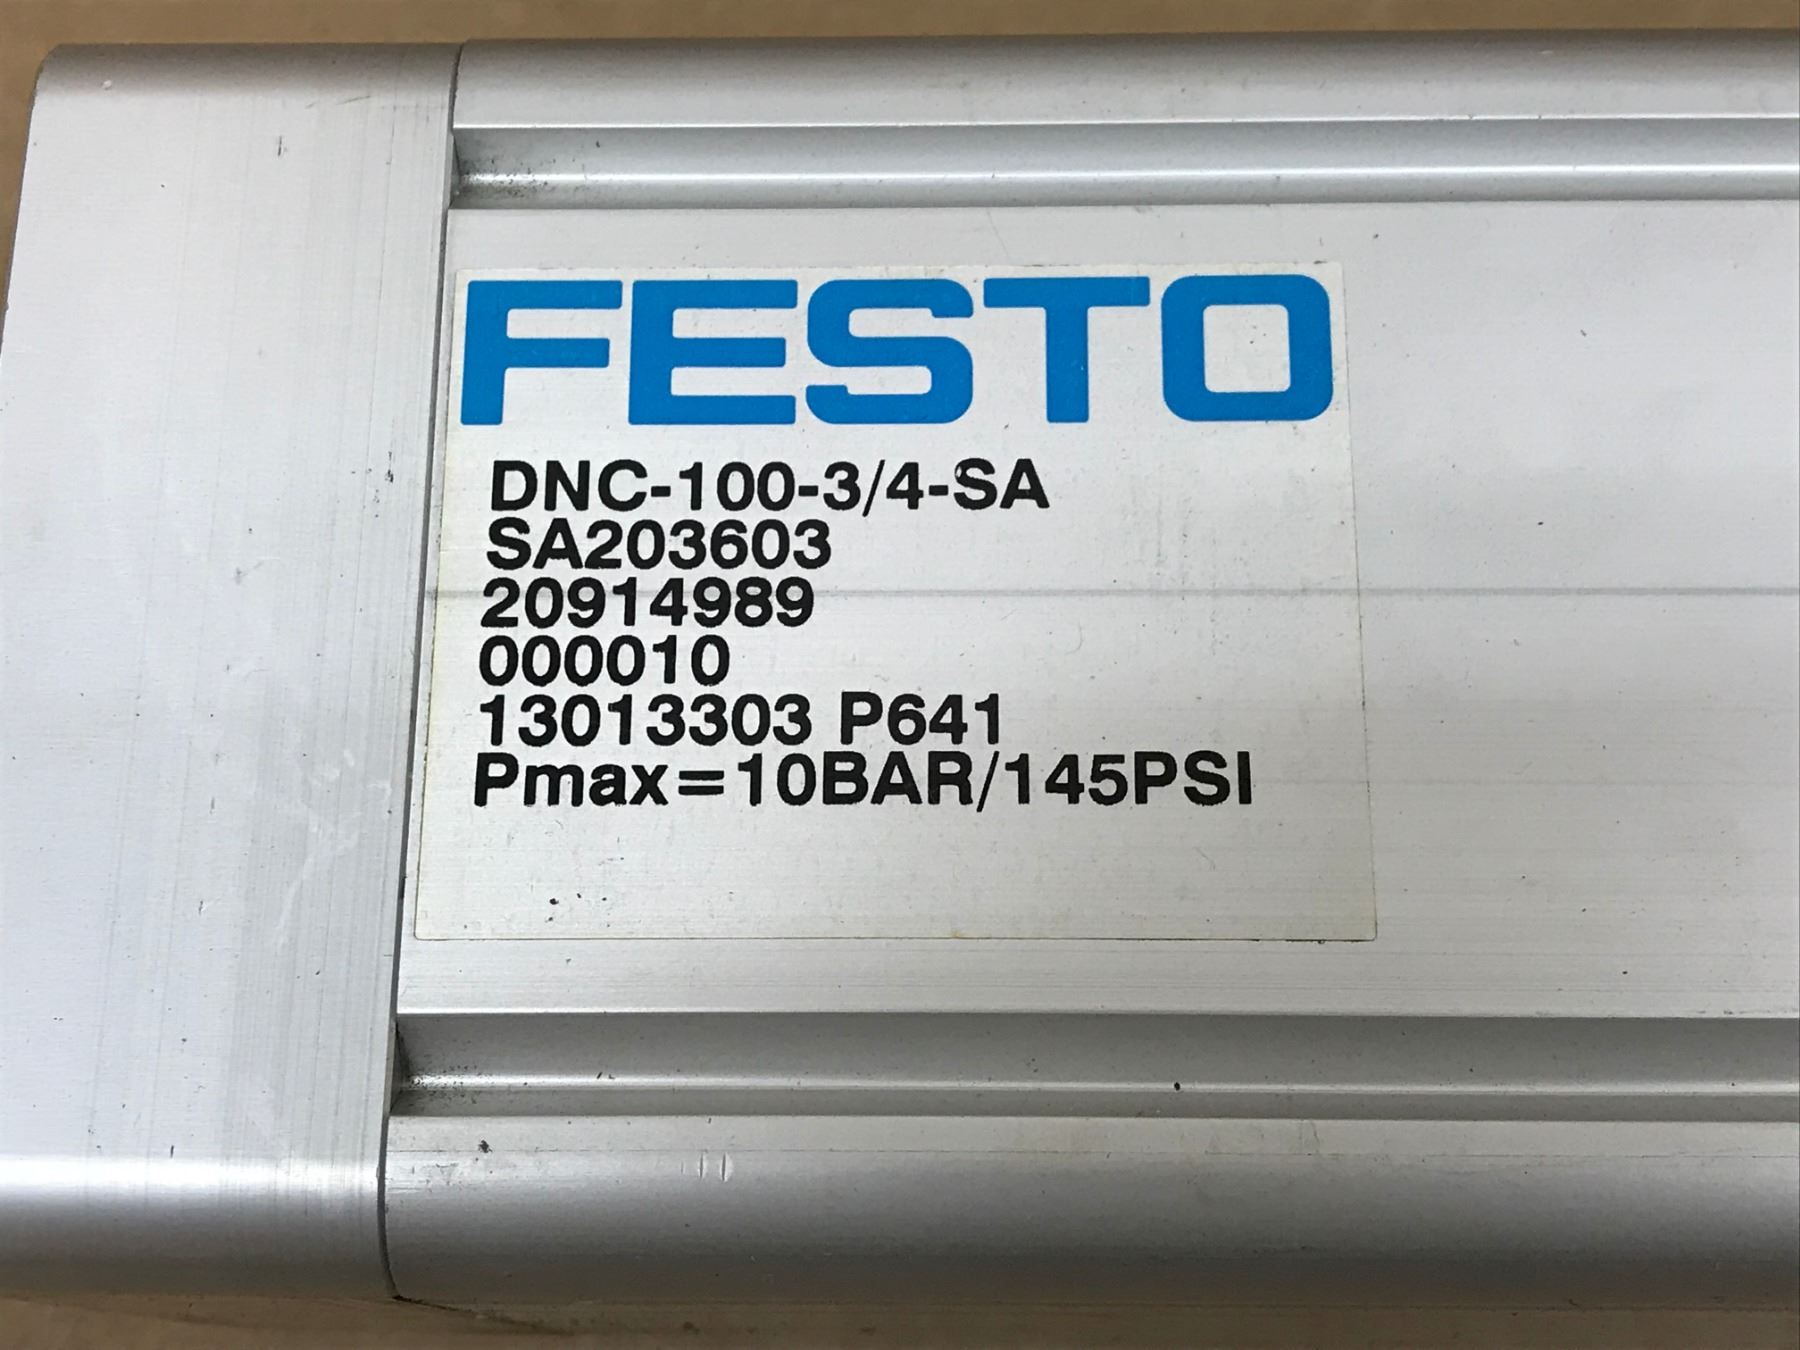 FESTO
DNC-100-3/4-SA
SA203603
20914989
000010
13013303 P641
Pmax=10BAR/145PSI